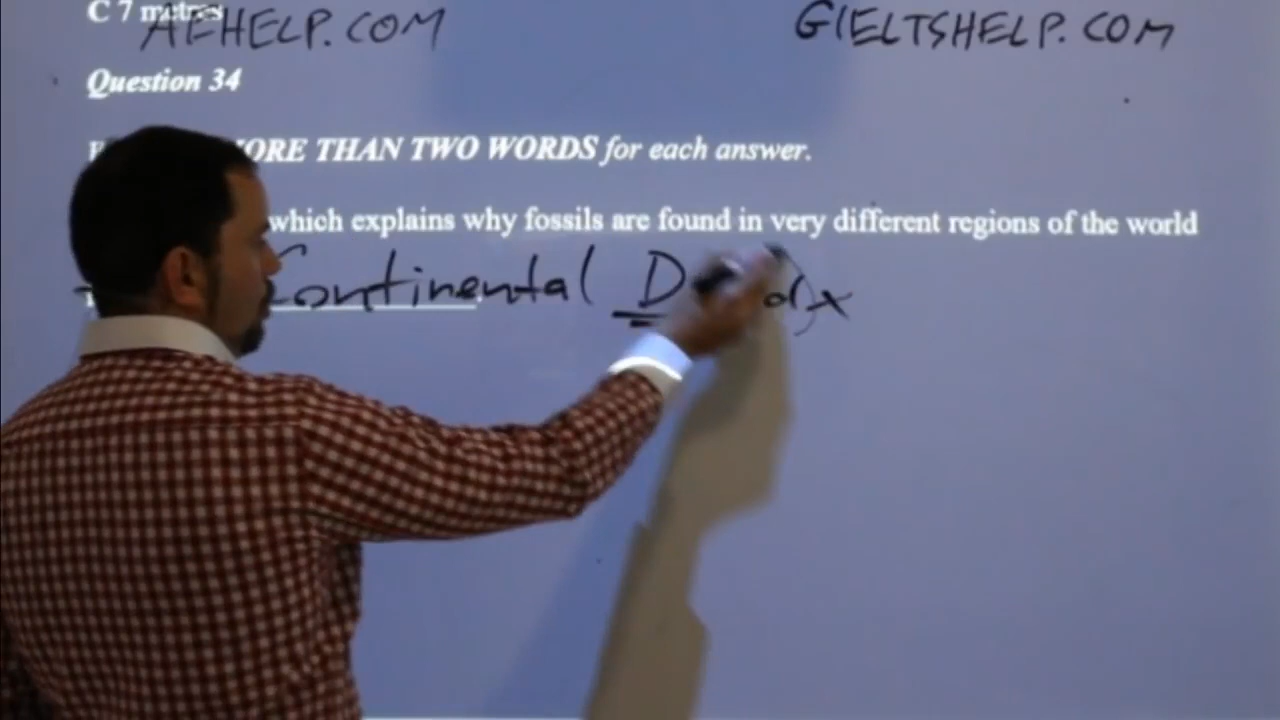 C 7 metres
AEHELP.COM GIELTSHELP.COM
Question 34
MORE THAN TWO WORDS for each answer.
which explains why fossils are found in very different regions of the world
Continental